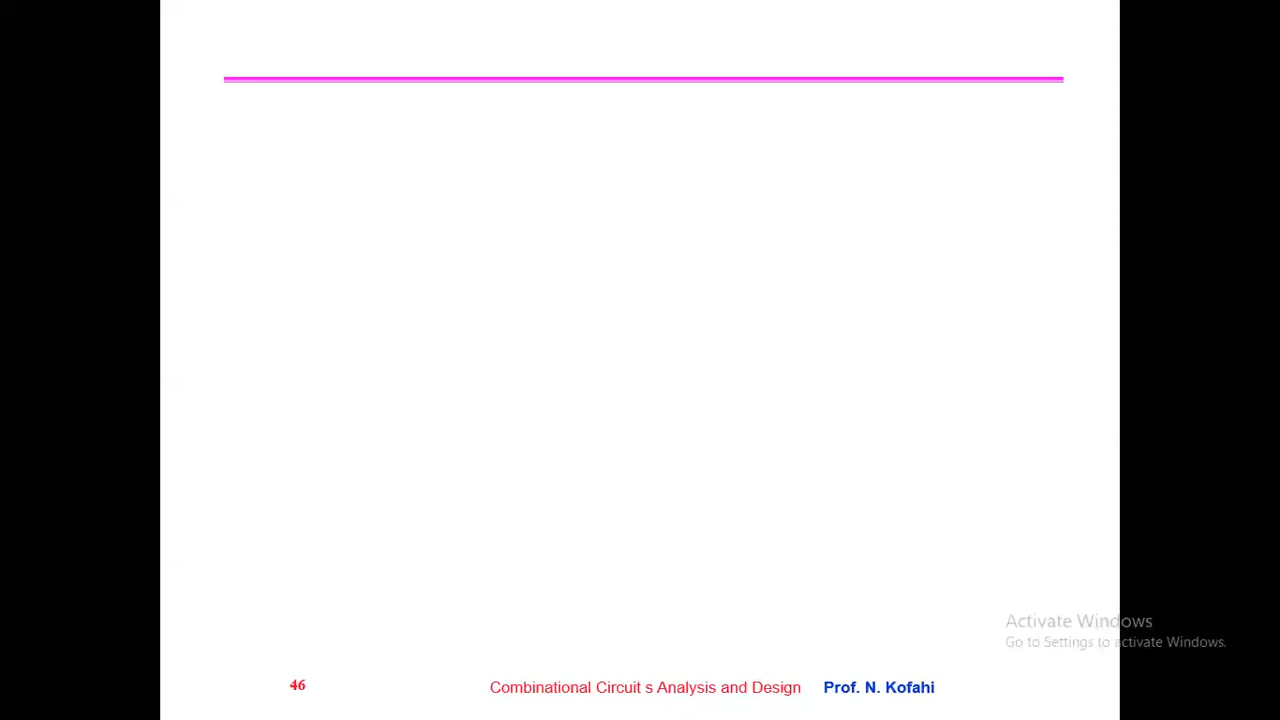 Activate Windows
Go to Settings to activate Windows.
46 Combinational Circuit s Analysis and Design Prof. N. Kofahi